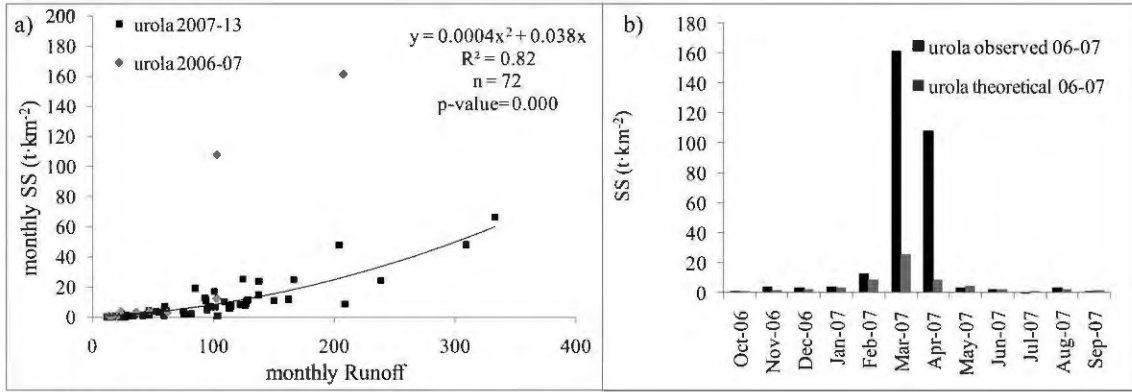 a)
urola 2007-13
urola 2006-07
y = 0.0004x² + 0.038x
R² = 0.82
n = 72
p-value=0.000
monthly SS (t·km⁻²)
200
180
160
140
120
100
80
60
40
20
0
0 100 200 300 400
monthly Runoff
b)
urola observed 06-07
urola theoretical 06-07
SS (t·km⁻²)
180
160
140
120
100
80
60
40
20
0
Oct-06
Nov-06
Dec-06
Jan-07
Feb-07
Mar-07
Apr-07
May-07
Jun-07
Jul-07
Aug-07
Sep-07